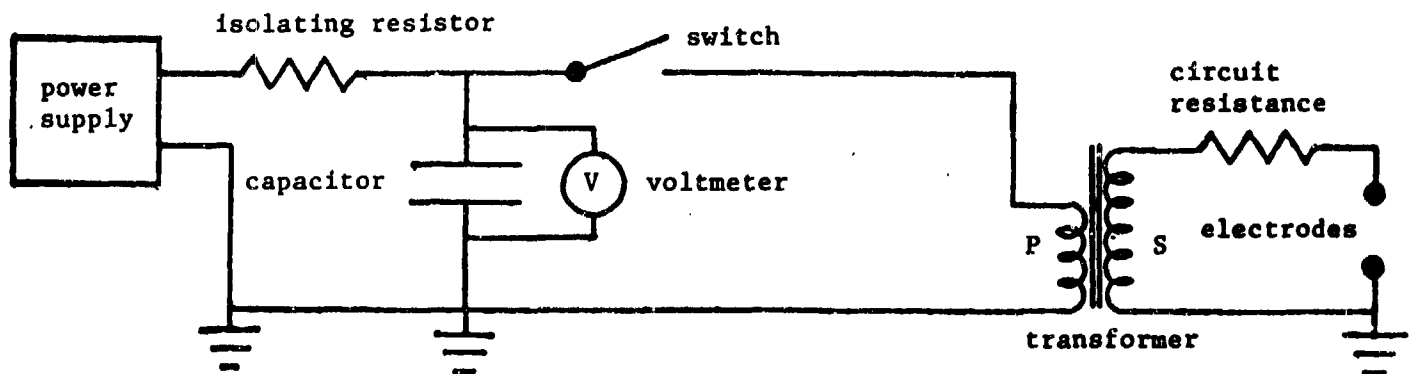 isolating resistor
switch
power
supply
circuit
resistance
capacitor
V
voltmeter
P
S
electrodes
transformer